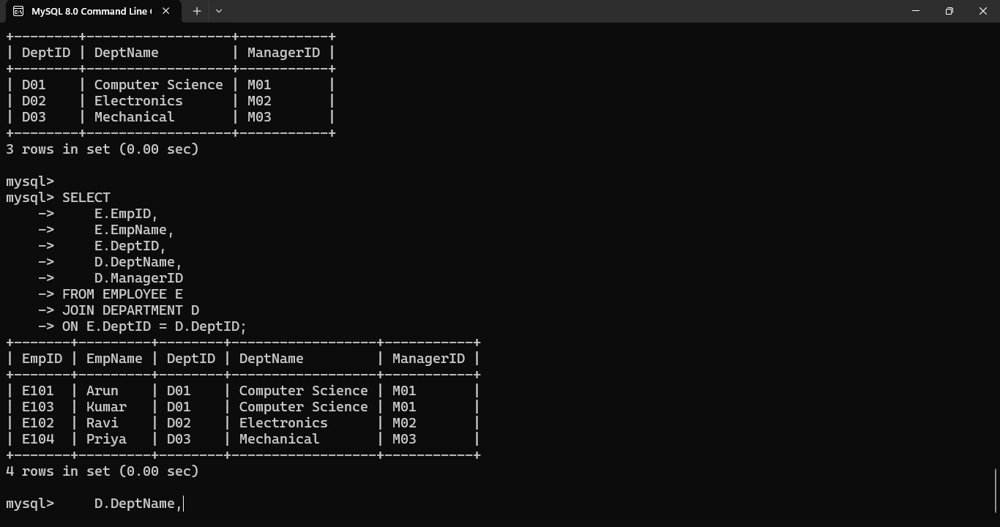 MySQL 8.0 Command Line
+--------+------------------+-----------+
| DeptID | DeptName         | ManagerID |
+--------+------------------+-----------+
| D01    | Computer Science | M01       |
| D02    | Electronics      | M02       |
| D03    | Mechanical       | M03       |
+--------+------------------+-----------+
3 rows in set (0.00 sec)

mysql>
mysql> SELECT
    ->     E.EmpID,
    ->     E.EmpName,
    ->     E.DeptID,
    ->     D.DeptName,
    ->     D.ManagerID
    -> FROM EMPLOYEE E
    -> JOIN DEPARTMENT D
    -> ON E.DeptID = D.DeptID;
+-------+---------+--------+------------------+-----------+
| EmpID | EmpName | DeptID | DeptName         | ManagerID |
+-------+---------+--------+------------------+-----------+
| E101  | Arun    | D01    | Computer Science | M01       |
| E103  | Kumar   | D01    | Computer Science | M01       |
| E102  | Ravi    | D02    | Electronics      | M02       |
| E104  | Priya   | D03    | Mechanical       | M03       |
+-------+---------+--------+------------------+-----------+
4 rows in set (0.00 sec)

mysql>     D.DeptName,